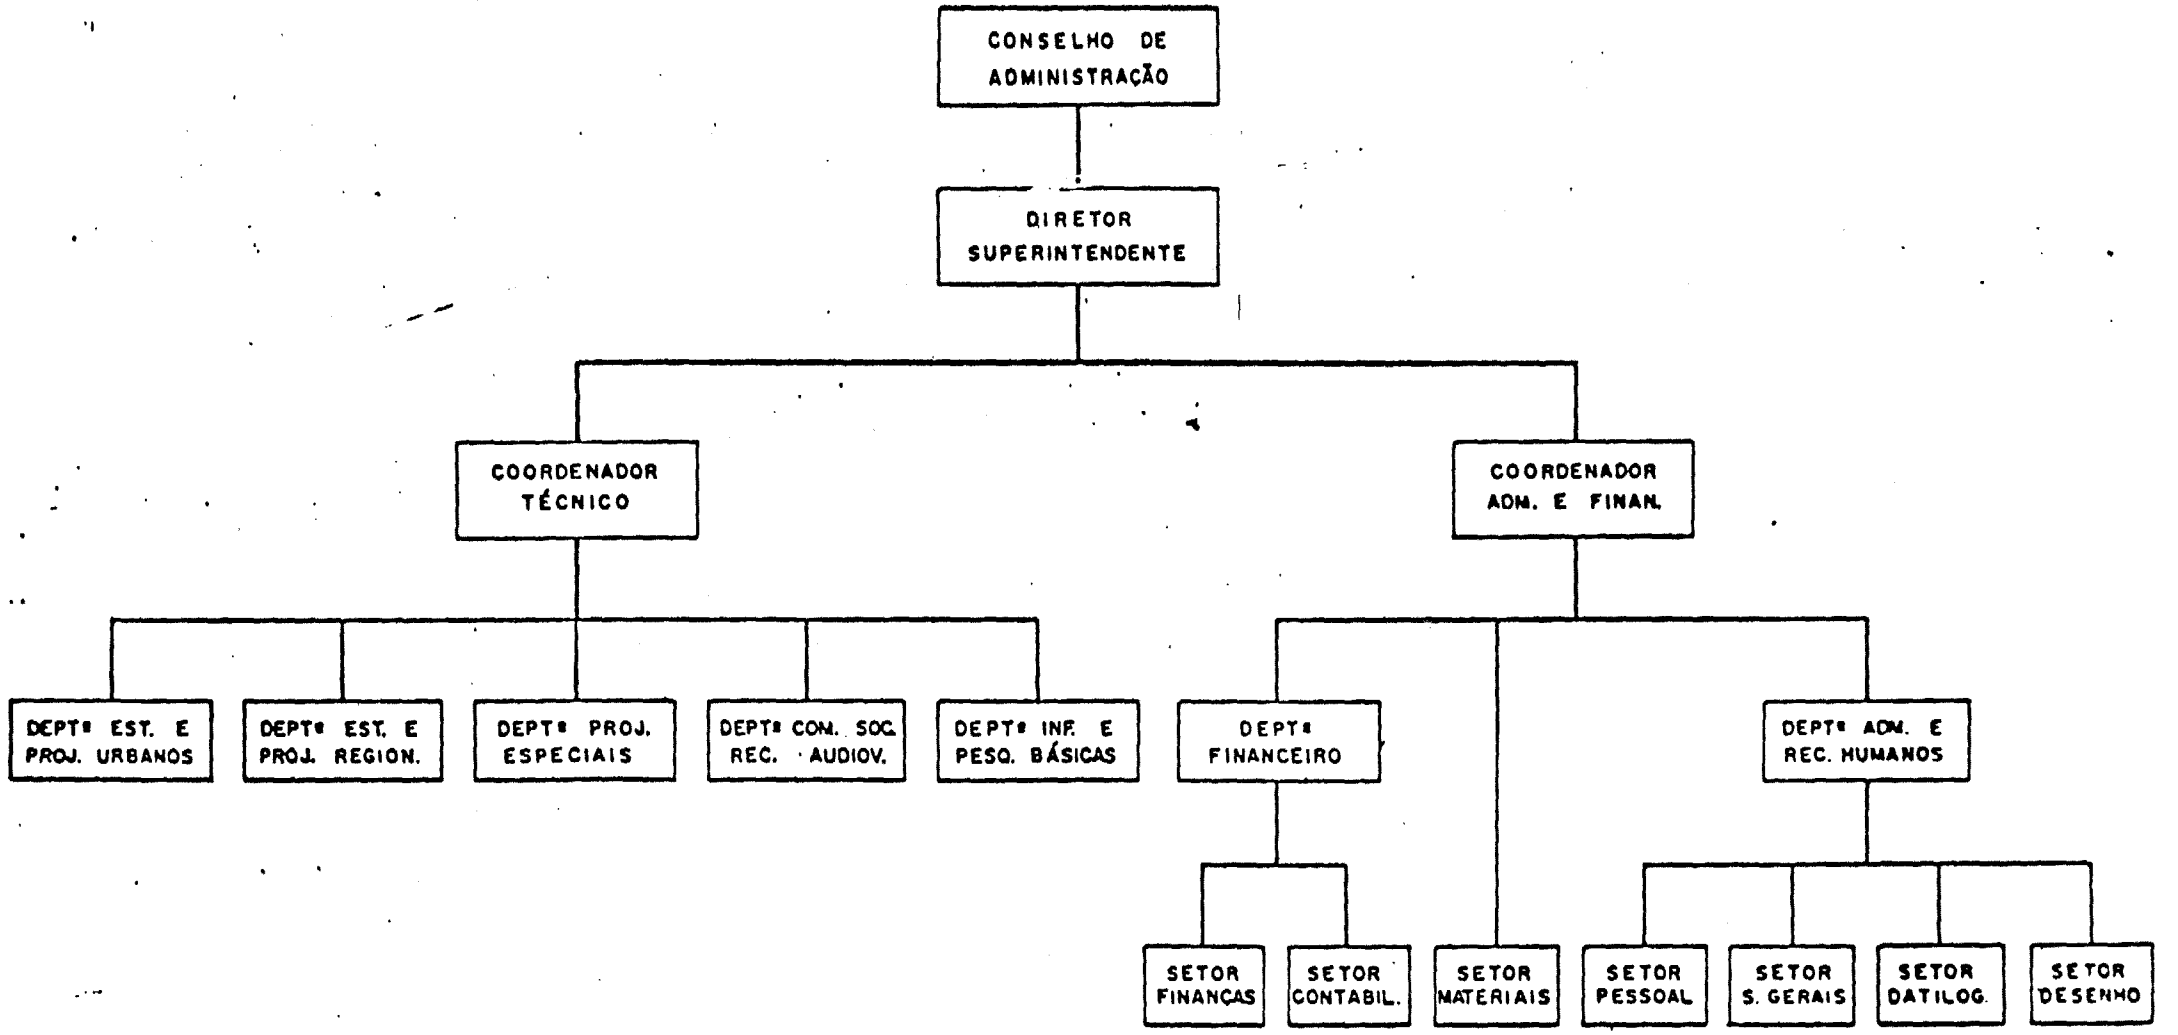 CONSELHO DE
ADMINISTRAÇÃO
DIRETOR
SUPERINTENDENTE
COORDENADOR
TÉCNICO
COORDENADOR
ADM. E FINAN.
DEPTº EST. E
PROJ. URBANOS
DEPTº EST. E
PROJ. REGION.
DEPTº PROJ.
ESPECIAIS
DEPTº COM. SOC.
REC. AUDIOV.
DEPTº INF. E
PESQ. BÁSICAS
DEPTº
FINANCEIRO
DEPTº ADM. E
REC. HUMANOS
SETOR
FINANÇAS
SETOR
CONTABIL.
SETOR
MATERIAIS
SETOR
PESSOAL
SETOR
S. GERAIS
SETOR
DATILOG.
SETOR
DESENHO